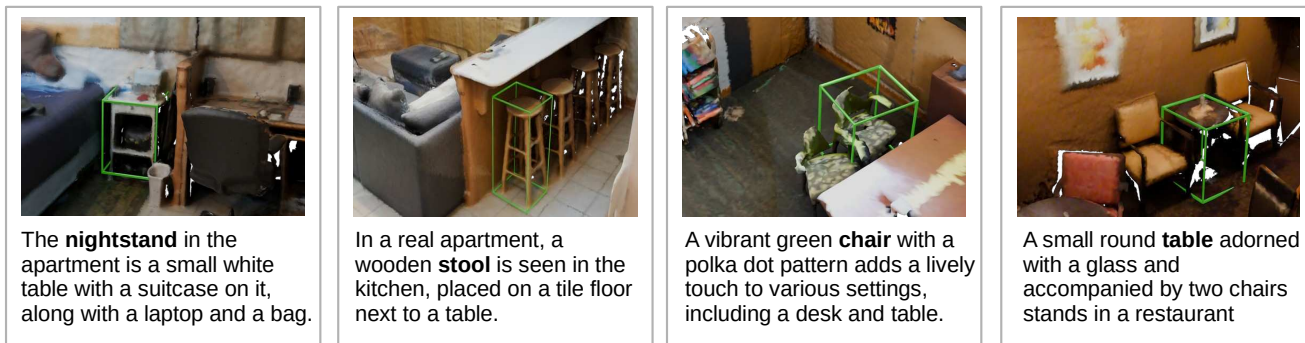 The nightstand in the
apartment is a small white
table with a suitcase on it,
along with a laptop and a bag.
In a real apartment, a
wooden stool is seen in the
kitchen, placed on a tile floor
next to a table.
A vibrant green chair with a
polka dot pattern adds a lively
touch to various settings,
including a desk and table.
A small round table adorned
with a glass and
accompanied by two chairs
stands in a restaurant